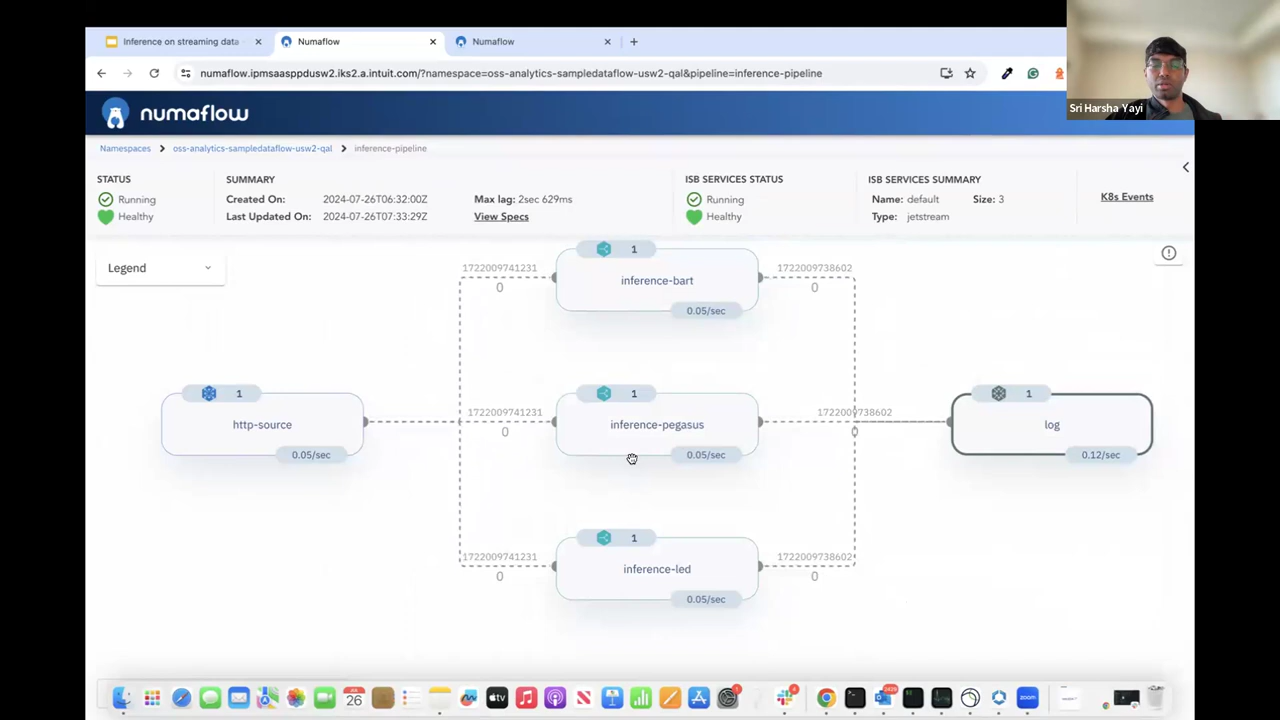 Inference on streaming data
Numaflow
Numaflow
numaflow.ipmsaasppdusw2.iks2.a.intuit.com/?namespace=oss-analytics-sampledataflow-usw2-qal&pipeline=inference-pipeline
Sri Harsha Yayi
numaflow
Namespaces
oss-analytics-sampledataflow-usw2-qal
inference-pipeline
STATUS
Running
Healthy
SUMMARY
Created On: 2024-07-26T06:32:00Z
Last Updated On: 2024-07-26T07:33:29Z
Max lag: 2sec 629ms
View Specs
ISB SERVICES STATUS
Running
Healthy
ISB SERVICES SUMMARY
Name: default Size: 3
Type: jetstream
K8s Events
Legend
1
1722009741231
1722009738602
0
inference-bart
0
0.05/sec
1
1
1
1722009741231
1722009738602
http-source
inference-pegasus
log
0
0
0.05/sec
0.05/sec
0.12/sec
1
1722009741231
1722009738602
0
inference-led
0
0.05/sec
JUL
26